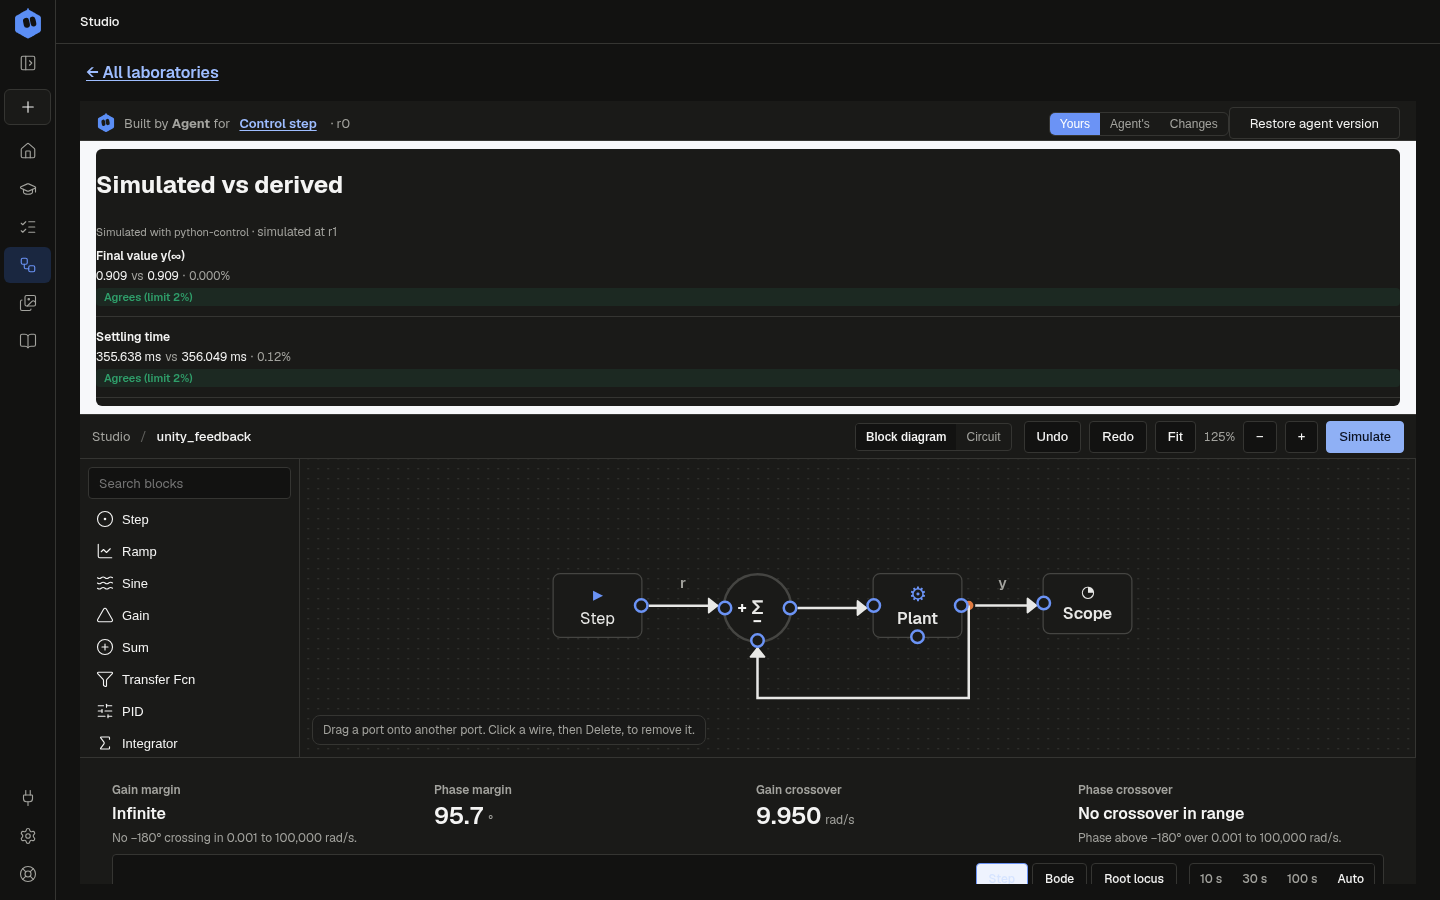 Studio
← All laboratories
Built by Agent for Control step · r0
Yours Agent's Changes Restore agent version
Simulated vs derived
Simulated with python-control · simulated at r1
Final value y(∞)
0.909 vs 0.909 · 0.000%
Agrees (limit 2%)
Settling time
355.638 ms vs 356.049 ms · 0.12%
Agrees (limit 2%)
Studio / unity_feedback
Block diagram Circuit Undo Redo Fit 125% − + Simulate
Search blocks
Step
Ramp
Sine
Gain
Sum
Transfer Fcn
PID
Integrator
r
y
Step
+ Σ
−
Plant
Scope
Drag a port onto another port. Click a wire, then Delete, to remove it.
Gain margin
Infinite
No −180° crossing in 0.001 to 100,000 rad/s.
Phase margin
95.7 °
Gain crossover
9.950 rad/s
Phase crossover
No crossover in range
Phase above −180° over 0.001 to 100,000 rad/s.
Step Bode Root locus 10 s 30 s 100 s Auto